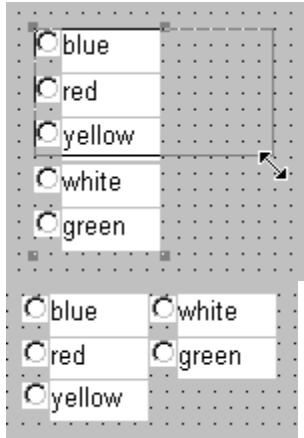 blue
red
yellow
white
green
blue white
red green
yellow